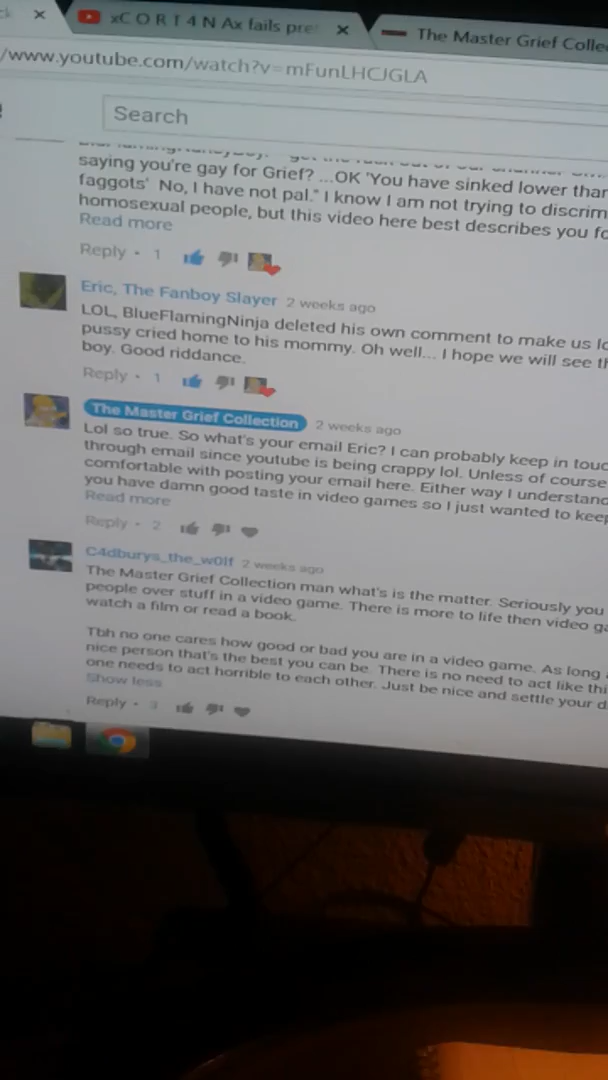 ck
xC O R T 4 N Ax fails pre
The Master Grief Colle
/www.youtube.com/watch?v=mFunLHCJGLA
Search
saying you're gay for Grief? ...OK 'You have sinked lower than
faggots' No, I have not pal." I know I am not trying to discrim
homosexual people, but this video here best describes you fo
Read more
Reply • 1
Eric, The Fanboy Slayer 2 weeks ago
LOL, BlueFlamingNinja deleted his own comment to make us lo
pussy cried home to his mommy. Oh well... I hope we will see th
boy. Good riddance.
Reply • 1
The Master Grief Collection 2 weeks ago
Lol so true. So what's your email Eric? I can probably keep in touc
through email since youtube is being crappy lol. Unless of course
comfortable with posting your email here. Either way I understand
you have damn good taste in video games so I just wanted to keep
Read more
Reply • 2
C4dburys_the_w0lf 2 weeks ago
The Master Grief Collection man what's is the matter. Seriously you
people over stuff in a video game. There is more to life then video ga
watch a film or read a book.
Tbh no one cares how good or bad you are in a video game. As long a
nice person that's the best you can be. There is no need to act like thi
one needs to act horrible to each other. Just be nice and settle your d
Show less
Reply • 3